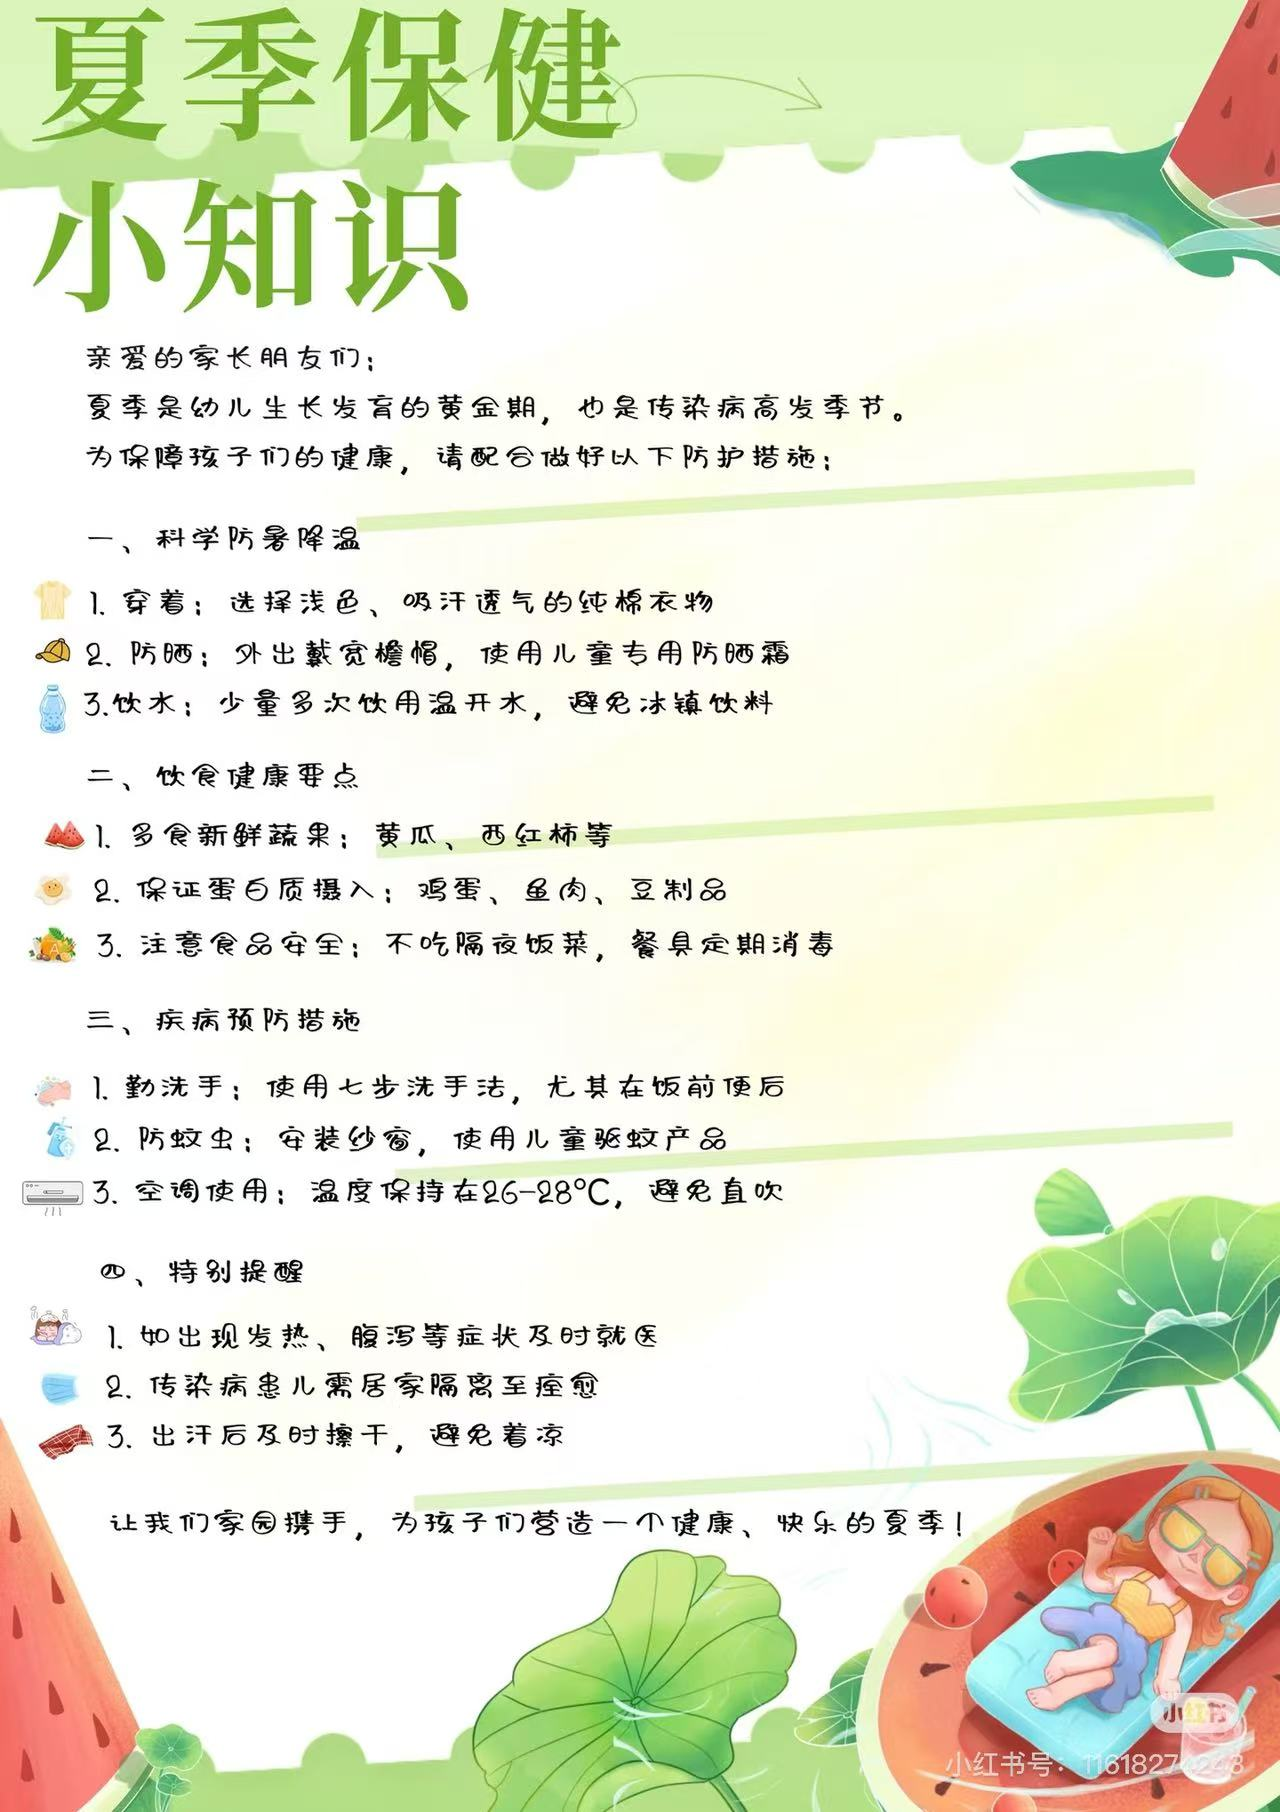 夏季保健
小知识
亲爱的家长朋友们：
夏季是幼儿生长发育的黄金期，也是传染病高发季节。
为保障孩子们的健康，请配合做好以下防护措施：
一、科学防暑降温
1. 穿着：选择浅色、吸汗透气的纯棉衣物
2. 防晒：外出戴宽檐帽，使用儿童专用防晒霜
3.饮水：少量多次饮用温开水，避免冰镇饮料
二、饮食健康要点
1. 多食新鲜蔬果：黄瓜、西红柿等
2. 保证蛋白质摄入：鸡蛋、鱼肉、豆制品
3. 注意食品安全：不吃隔夜饭菜，餐具定期消毒
三、疾病预防措施
1. 勤洗手：使用七步洗手法，尤其在饭前便后
2. 防蚊虫：安装纱窗，使用儿童驱蚊产品
3. 空调使用：温度保持在26-28℃，避免直吹
四、特别提醒
1. 如出现发热、腹泻等症状及时就医
2. 传染病患儿需居家隔离至痊愈
3. 出汗后及时擦干，避免着凉
让我们家园携手，为孩子们营造一个健康、快乐的夏季！
小红书
小红书号：11618274243